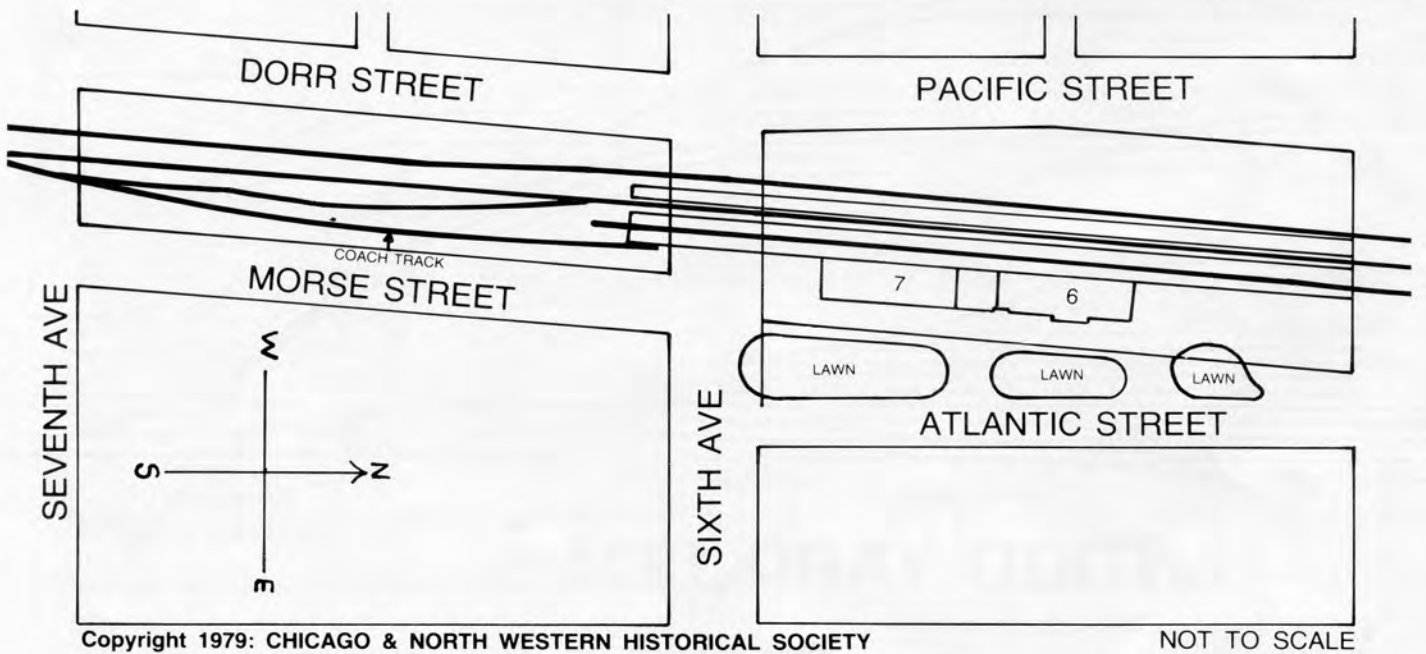 DORR STREET
PACIFIC STREET
COACH TRACK
MORSE STREET
7
6
SEVENTH AVE
W
S
N
E
SIXTH AVE
LAWN
LAWN
LAWN
ATLANTIC STREET
Copyright 1979: CHICAGO & NORTH WESTERN HISTORICAL SOCIETY
NOT TO SCALE